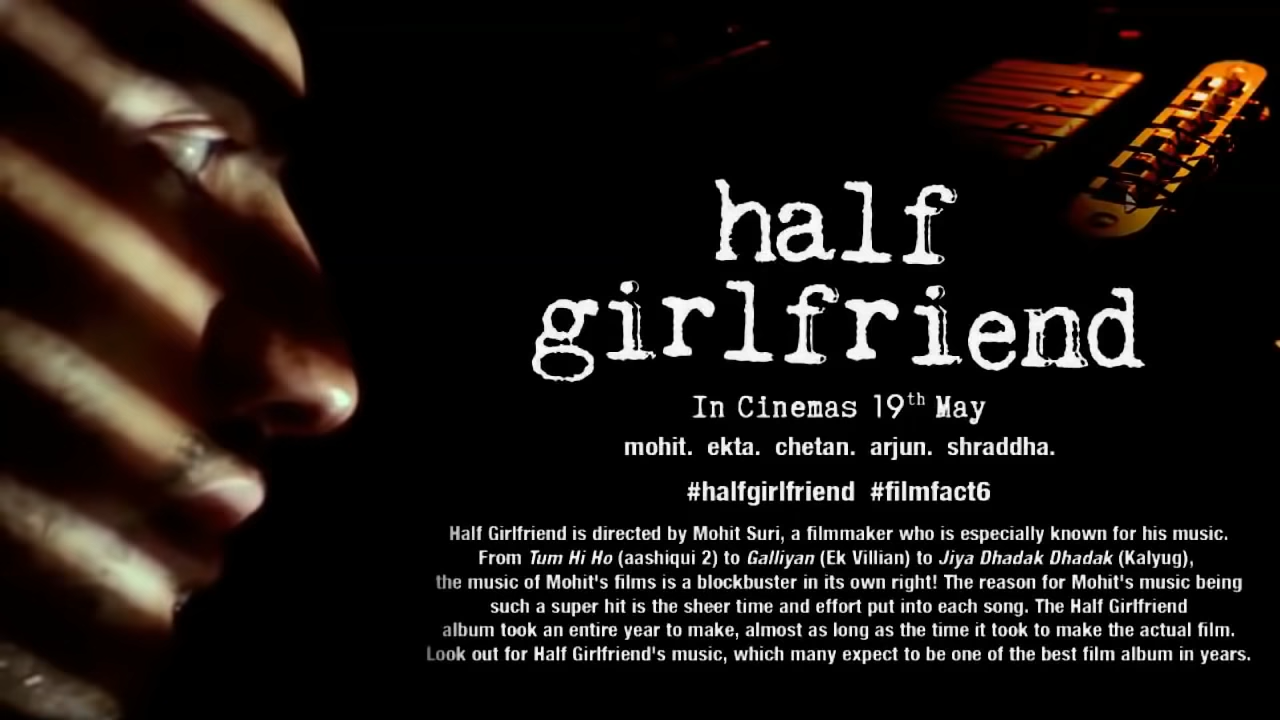 half
girlfriend
In Cinemas 19th May
mohit. ekta. chetan. arjun. shraddha.
#halfgirlfriend #filmfact6
Half Girlfriend is directed by Mohit Suri, a filmmaker who is especially known for his music.
From Tum Hi Ho (aashiqui 2) to Galliyan (Ek Villian) to Jiya Dhadak Dhadak (Kalyug),
the music of Mohit's films is a blockbuster in its own right! The reason for Mohit's music being
such a super hit is the sheer time and effort put into each song. The Half Girlfriend
album took an entire year to make, almost as long as the time it took to make the actual film.
Look out for Half Girlfriend's music, which many expect to be one of the best film album in years.